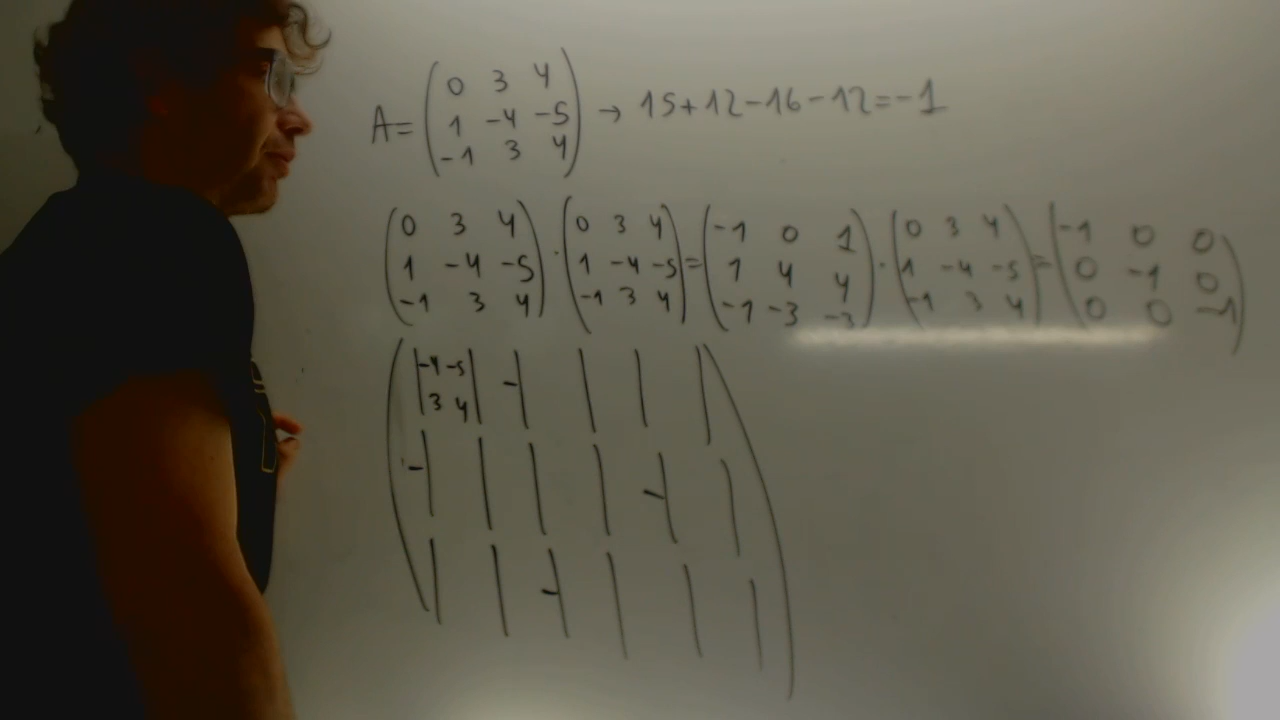 0 3 4
A= 1 -4 -5 → 15+12-16-12=-1
-1 3 4
0 3 4 0 3 4 -1 0 1 0 3 4 -1 0 0
1 -4 -5 · 1 -4 -5 = 1 4 4 · 1 -4 -5 = 0 -1 0
-1 3 4 -1 3 4 -1 -3 -3 -1 3 4 0 0 -1
|-4 -5| -| | | |
|3 4|
-| | | | -| |
| | -| | | |